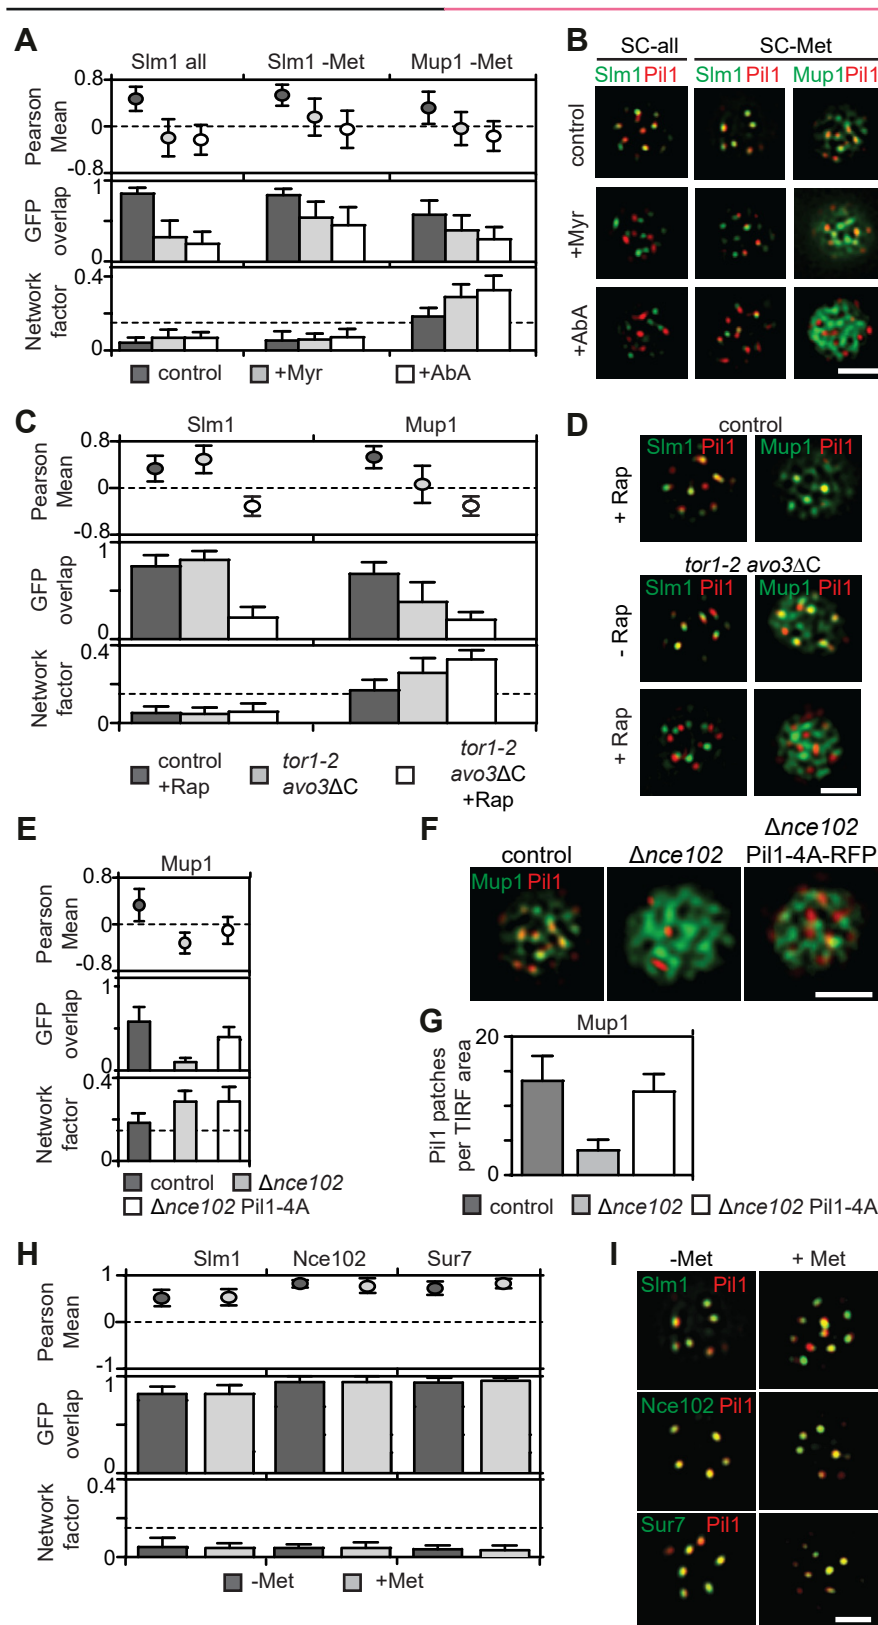 A
Slm1 all
Slm1 -Met
Mup1 -Met
0.8
0
-0.8
Pearson
Mean
1
0
GFP
overlap
0.4
0
Network
factor
control
+Myr
+AbA
B
SC-all
SC-Met
Slm1Pil1
Slm1Pil1
Mup1Pil1
control
+Myr
+AbA
C
Slm1
Mup1
0.8
0
-0.8
Pearson
Mean
1
0
GFP
overlap
0.4
0
Network
factor
control
+Rap
tor1-2
avo3ΔC
tor1-2
avo3ΔC
+Rap
D
control
Slm1 Pil1
Mup1 Pil1
+ Rap
tor1-2 avo3ΔC
Slm1 Pil1
Mup1 Pil1
- Rap
+ Rap
E
Mup1
0.8
0
-0.8
Pearson
Mean
1
0
GFP
overlap
0.4
0
Network
factor
control
Δnce102
Δnce102 Pil1-4A
F
control
Δnce102
Δnce102
Pil1-4A-RFP
Mup1 Pil1
G
Mup1
20
0
Pil1 patches
per TIRF area
control
Δnce102
Δnce102 Pil1-4A
H
Slm1
Nce102
Sur7
1
0
-1
Pearson
Mean
1
0
GFP
overlap
0.4
0
Network
factor
-Met
+Met
I
-Met
+ Met
Slm1 Pil1
Nce102 Pil1
Sur7 Pil1